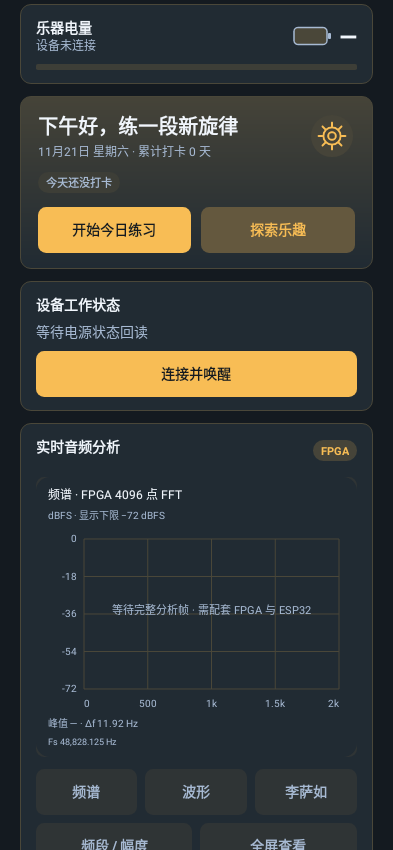 乐器电量
设备未连接
—
下午好，练一段新旋律
11月21日 星期六 · 累计打卡 0 天
今天还没打卡
开始今日练习
探索乐趣
设备工作状态
等待电源状态回读
连接并唤醒
实时音频分析
FPGA
频谱 · FPGA 4096 点 FFT
dBFS · 显示下限 −72 dBFS
0
-18
-36
等待完整分析帧 · 需配套 FPGA 与 ESP32
-54
-72
0 500 1k 1.5k 2k
峰值 — · Δf 11.92 Hz
Fs 48,828.125 Hz
频谱 波形 李萨如
频段 / 幅度 全屏查看